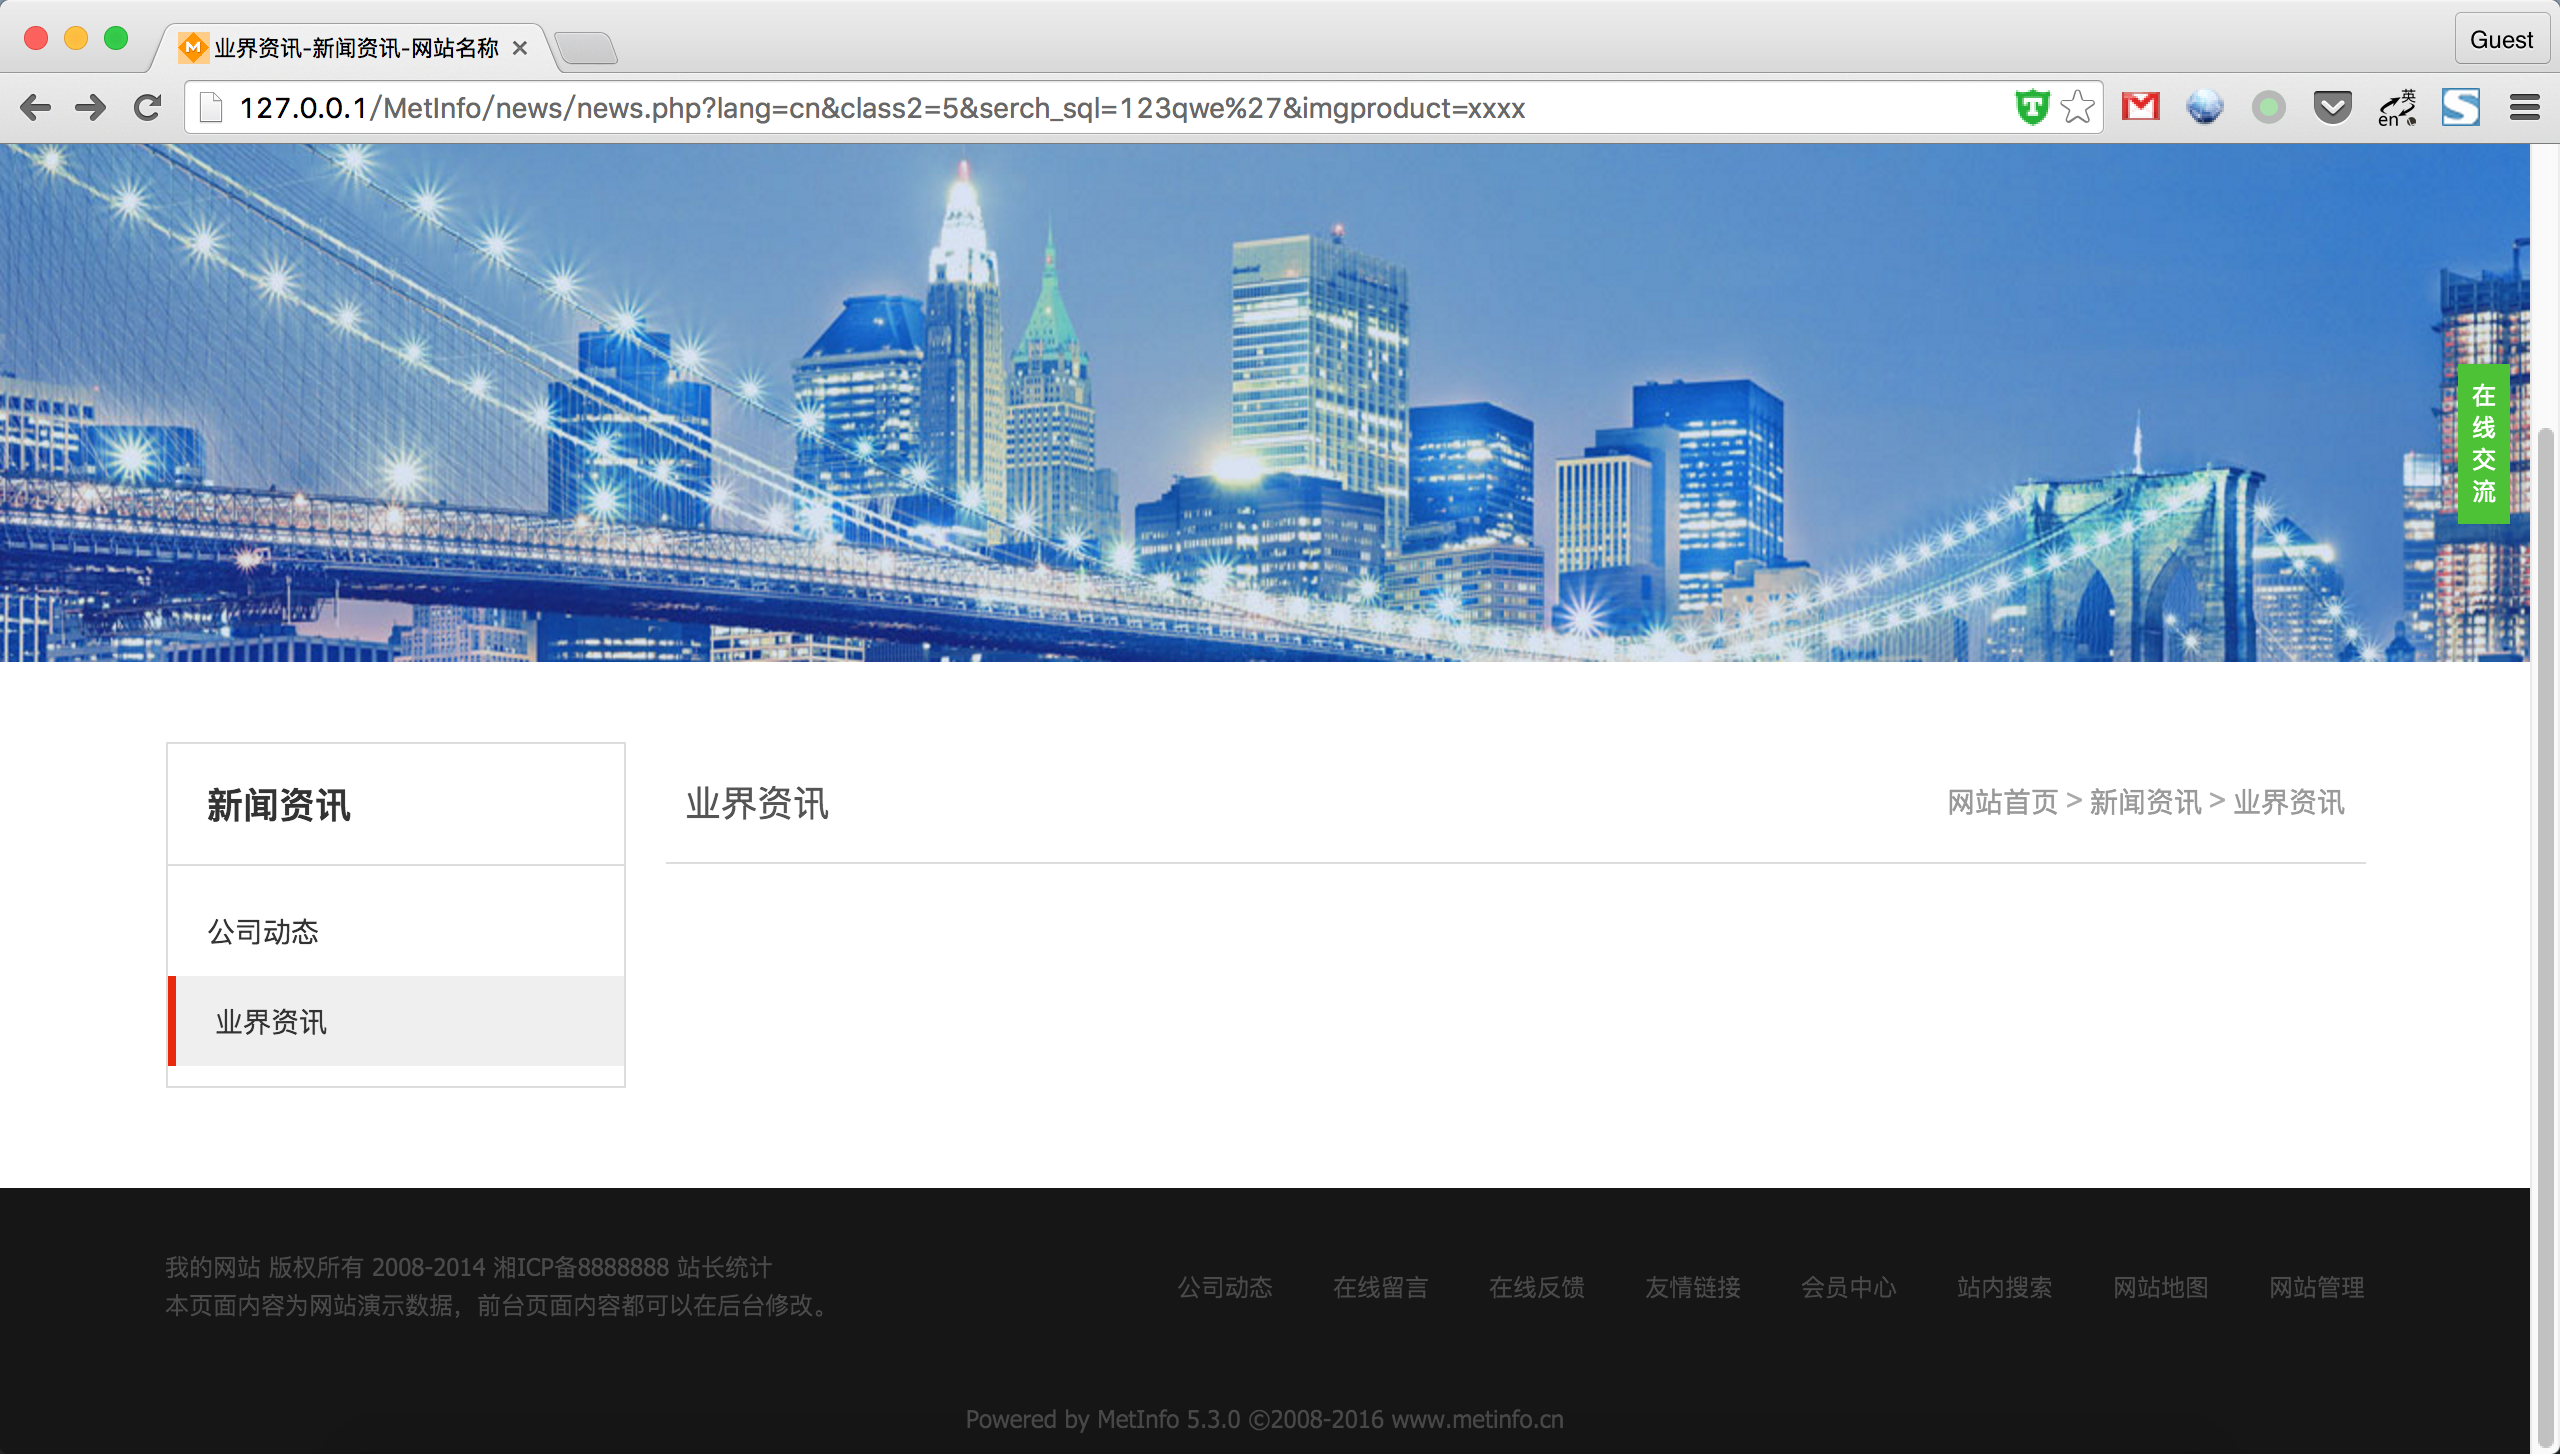 业界资讯-新闻资讯-网站名称
Guest
127.0.0.1/MetInfo/news/news.php?lang=cn&class2=5&serch_sql=123qwe%27&imgproduct=xxxx
英
en
在线交流
新闻资讯
公司动态
业界资讯
业界资讯
网站首页 > 新闻资讯 > 业界资讯
我的网站 版权所有 2008-2014 湘ICP备8888888 站长统计
本页面内容为网站演示数据，前台页面内容都可以在后台修改。
公司动态 在线留言 在线反馈 友情链接 会员中心 站内搜索 网站地图 网站管理
Powered by MetInfo 5.3.0 ©2008-2016 www.metinfo.cn